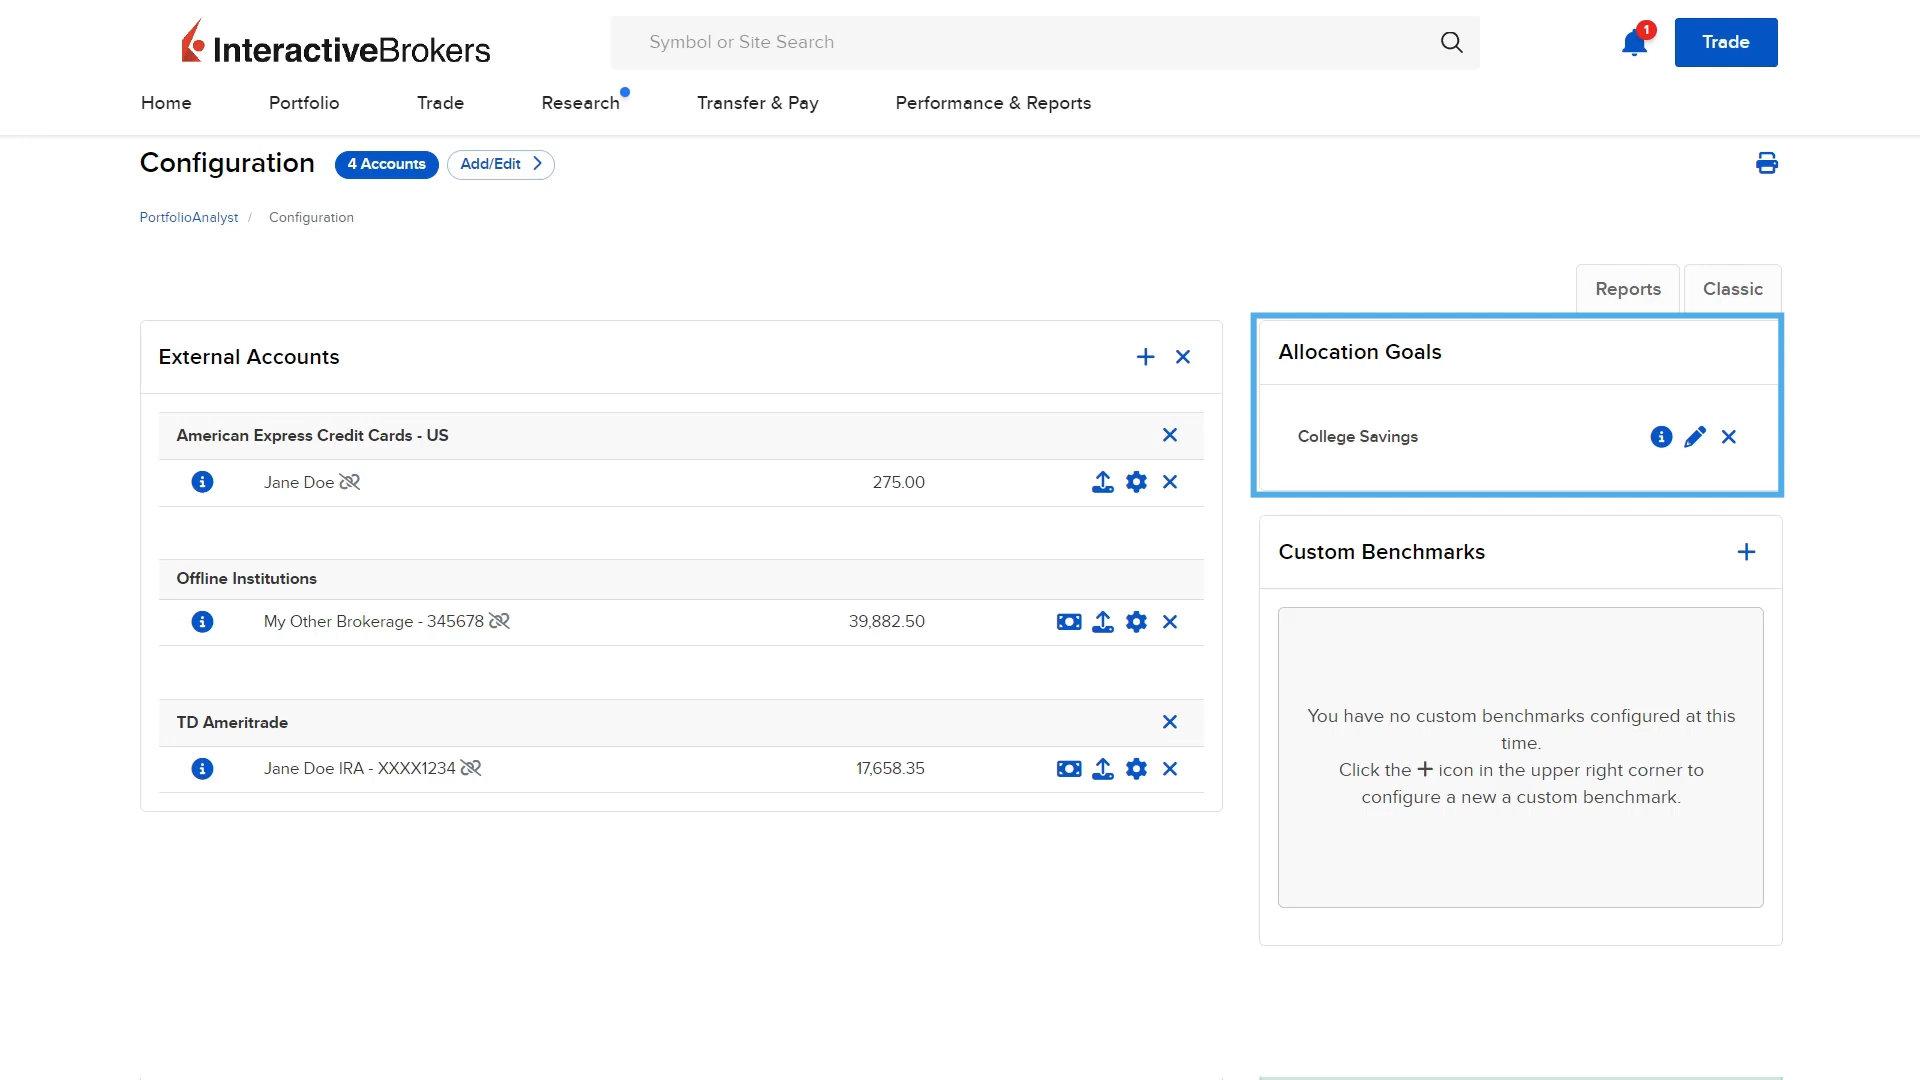 InteractiveBrokers
Symbol or Site Search
1
Trade
Home
Portfolio
Trade
Research
Transfer & Pay
Performance & Reports
Configuration
4 Accounts
Add/Edit
PortfolioAnalyst / Configuration
Reports
Classic
External Accounts
American Express Credit Cards - US
Jane Doe
275.00
Offline Institutions
My Other Brokerage - 345678
39,882.50
TD Ameritrade
Jane Doe IRA - XXXX1234
17,658.35
Allocation Goals
College Savings
Custom Benchmarks
You have no custom benchmarks configured at this
time.
Click the + icon in the upper right corner to
configure a new a custom benchmark.